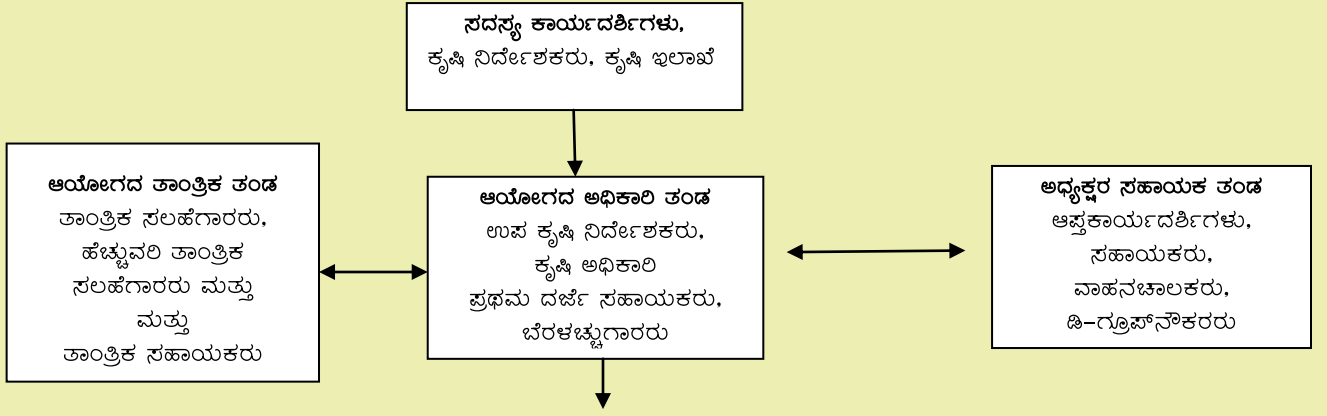 ಸದಸ್ಯ ಕಾರ್ಯದರ್ಶಿಗಳು,
ಕೃಷಿ ನಿರ್ದೇಶಕರು, ಕೃಷಿ ಇಲಾಖೆ
ಆಯೋಗದ ತಾಂತ್ರಿಕ ತಂಡ
ತಾಂತ್ರಿಕ ಸಲಹೆಗಾರರು,
ಹೆಚ್ಚುವರಿ ತಾಂತ್ರಿಕ
ಸಲಹೆಗಾರರು ಮತ್ತು
ಮತ್ತು
ತಾಂತ್ರಿಕ ಸಹಾಯಕರು
ಆಯೋಗದ ಅಧಿಕಾರಿ ತಂಡ
ಉಪ ಕೃಷಿ ನಿರ್ದೇಶಕರು,
ಕೃಷಿ ಅಧಿಕಾರಿ
ಪ್ರಥಮ ದರ್ಜೆ ಸಹಾಯಕರು,
ಬೆರಳಚ್ಚುಗಾರರು
ಅಧ್ಯಕ್ಷರ ಸಹಾಯಕ ತಂಡ
ಆಪ್ತಕಾರ್ಯದರ್ಶಿಗಳು,
ಸಹಾಯಕರು,
ವಾಹನಚಾಲಕರು,
ಡಿ-ಗ್ರೂಪ್‌ನೌಕರರು